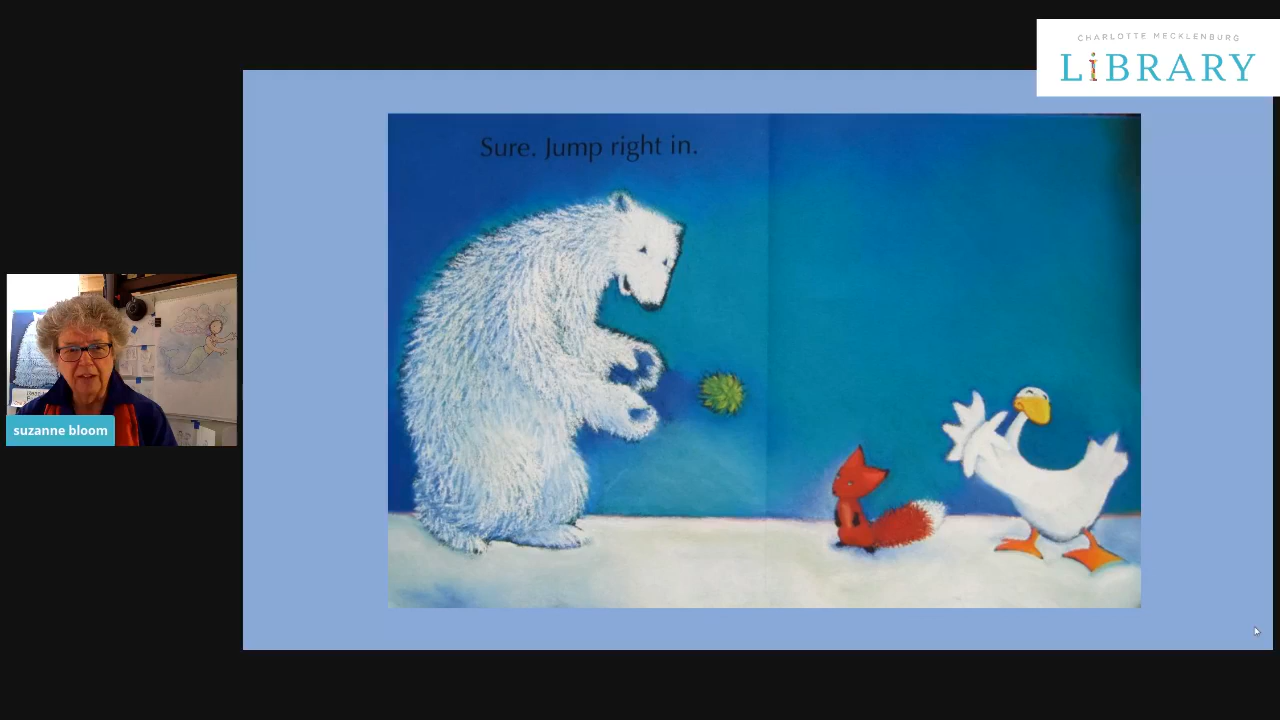 CHARLOTTE MECKLENBURG
LiBRARY
Sure. Jump right in.
suzanne bloom